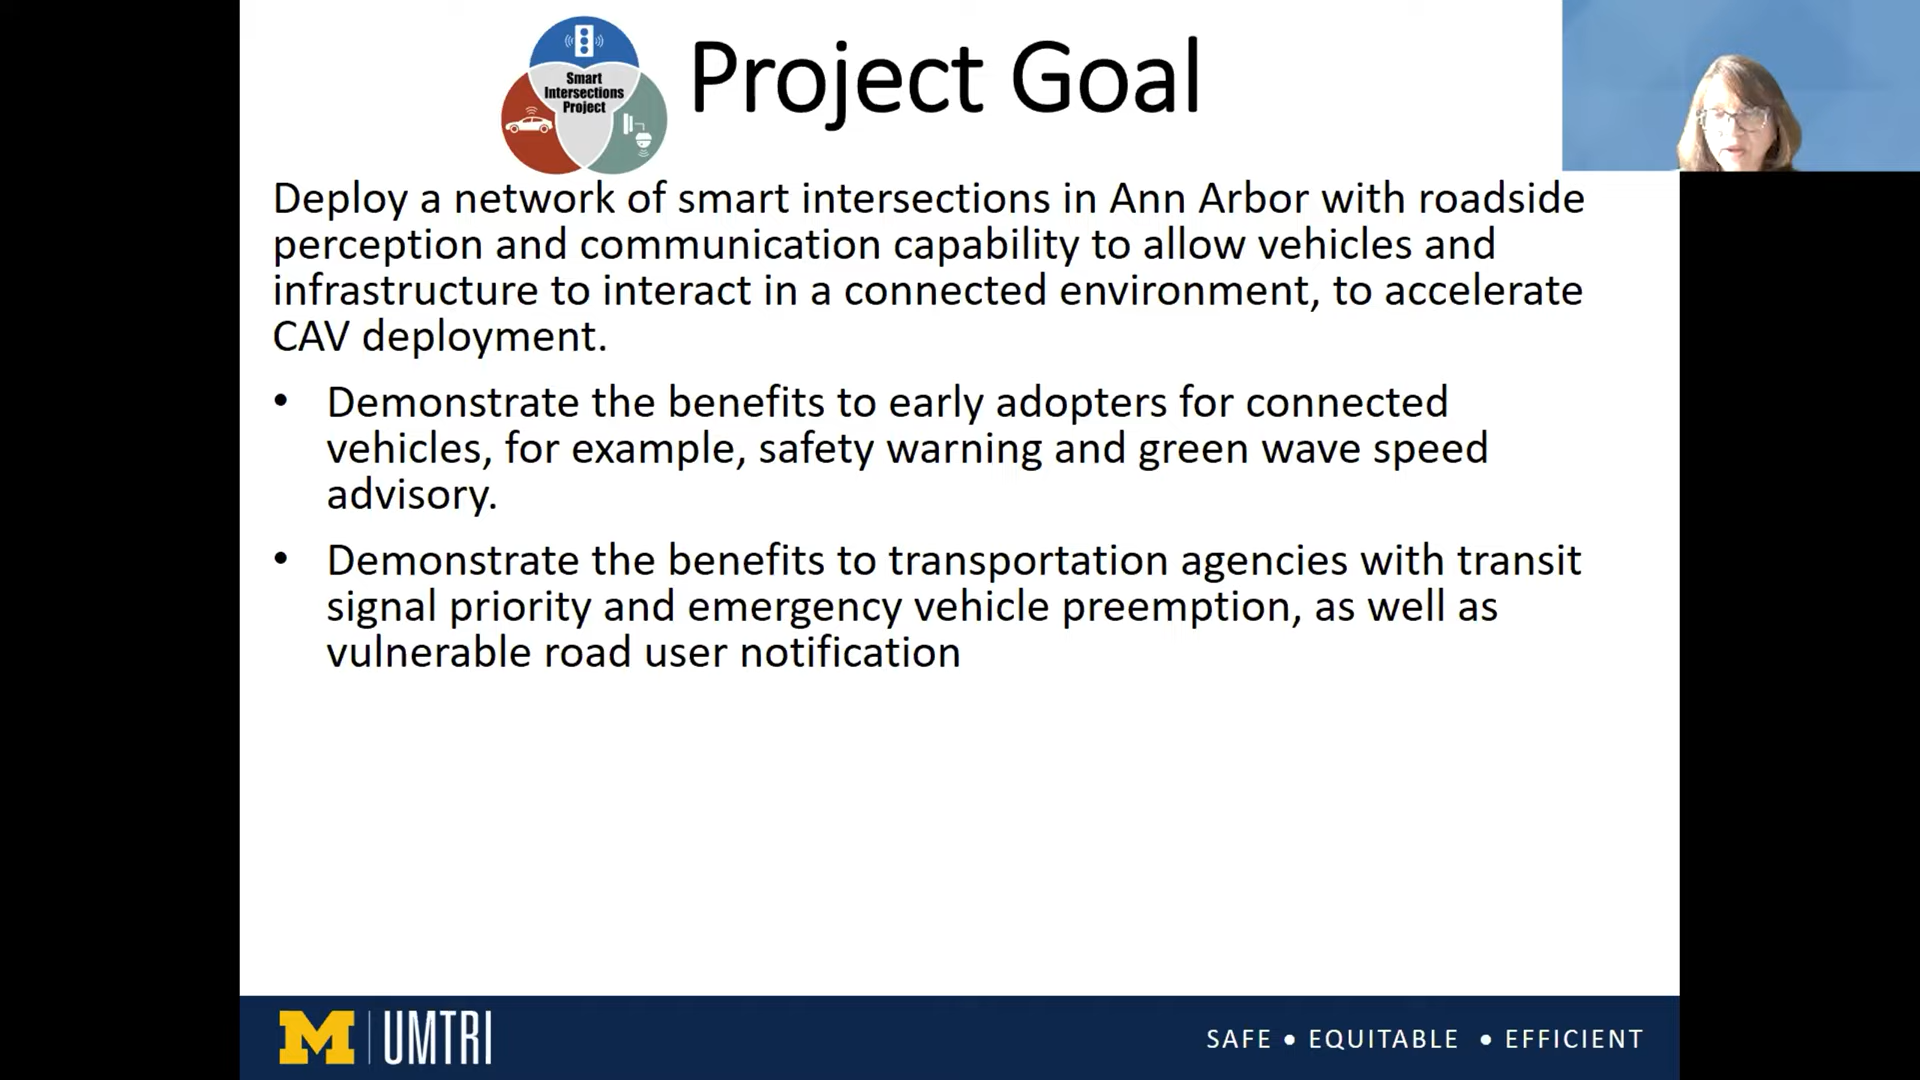 Smart
Intersections
Project
Project Goal
Deploy a network of smart intersections in Ann Arbor with roadside
perception and communication capability to allow vehicles and
infrastructure to interact in a connected environment, to accelerate
CAV deployment.
• Demonstrate the benefits to early adopters for connected
vehicles, for example, safety warning and green wave speed
advisory.
• Demonstrate the benefits to transportation agencies with transit
signal priority and emergency vehicle preemption, as well as
vulnerable road user notification
M | UMTRI
SAFE • EQUITABLE • EFFICIENT